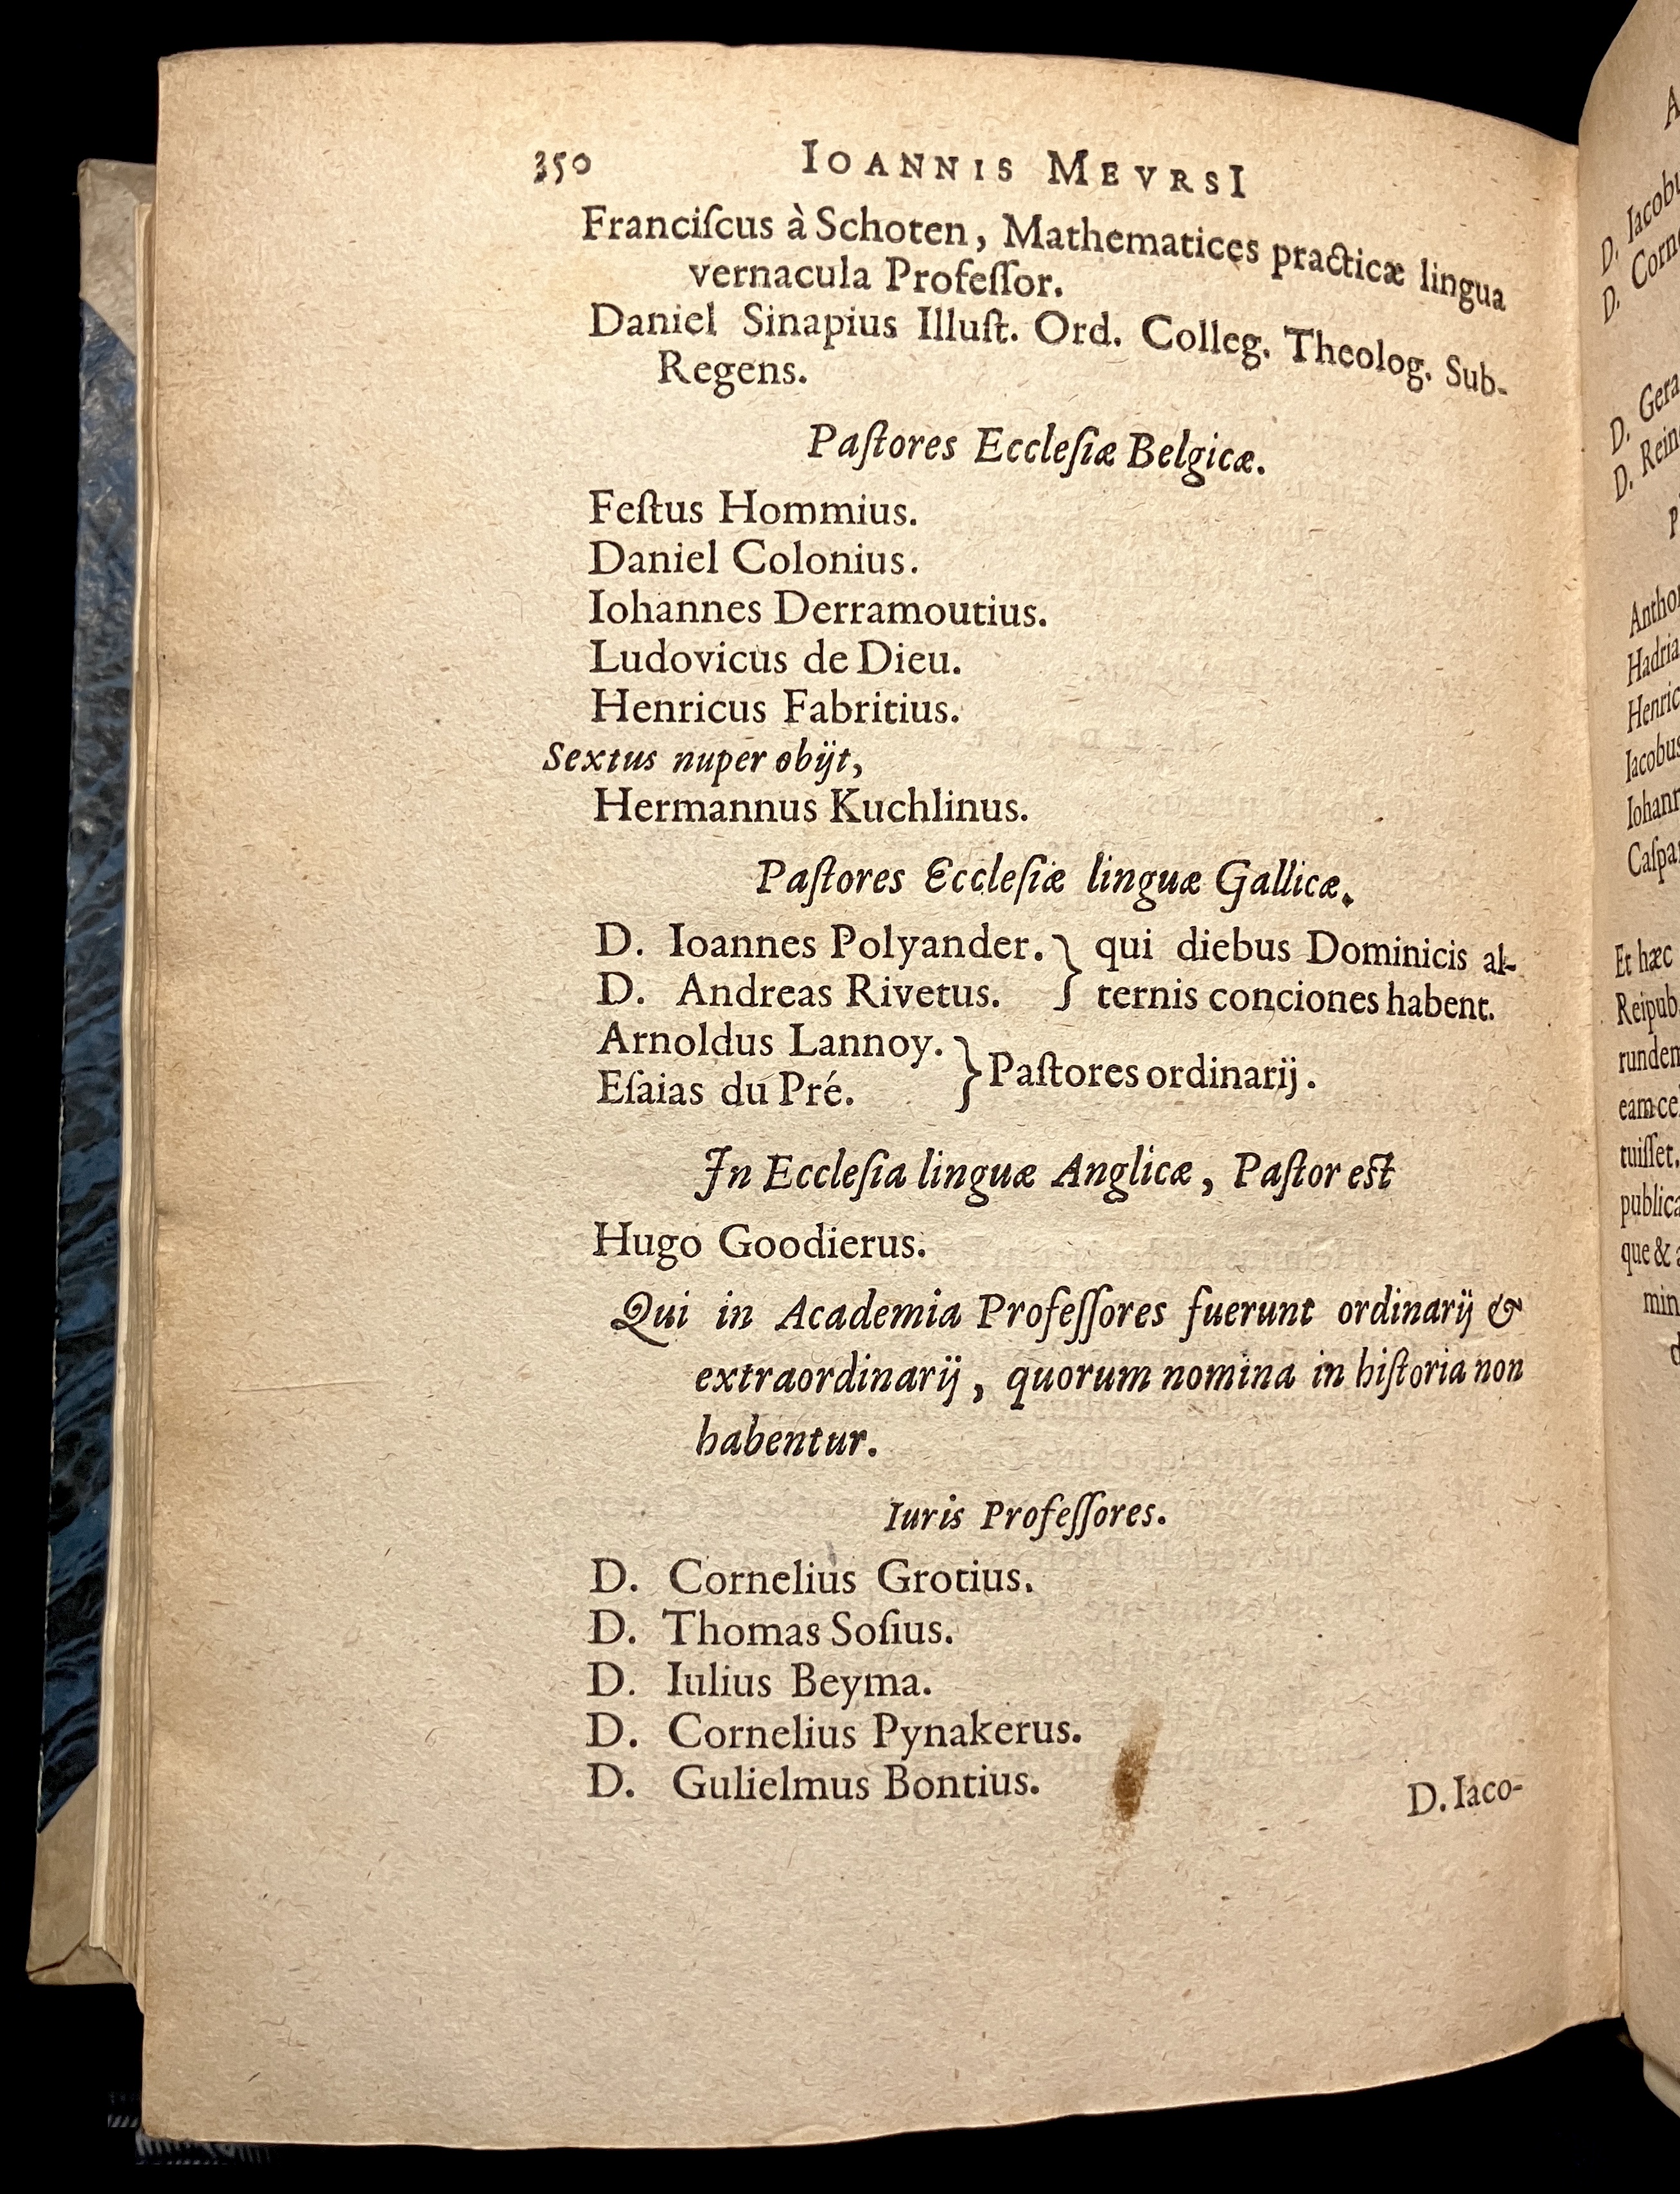 350 IOANNIS MEVRSI
Franciſcus à Schoten, Mathematices practicæ lingua
vernacula Profeſſor.
Daniel Sinapius Illuſt. Ord. Colleg. Theolog. Sub-
Regens.
Paſtores Eccleſiæ Belgicæ.
Feſtus Hommius.
Daniel Colonius.
Iohannes Derramoutius.
Ludovicus de Dieu.
Henricus Fabritius.
Sextus nuper obijt,
Hermannus Kuchlinus.
Paſtores Eccleſiæ linguæ Gallicæ.
D. Ioannes Polyander. } qui diebus Dominicis al-
D. Andreas Rivetus. } ternis conciones habent.
Arnoldus Lannoy. } Paſtores ordinarij.
Eſaias du Pré.
In Eccleſia linguæ Anglicæ, Paſtor eſt
Hugo Goodierus.
Qui in Academia Profeſſores fuerunt ordinarij &
extraordinarij, quorum nomina in hiſtoria non
habentur.
Iuris Profeſſores.
D. Cornelius Grotius.
D. Thomas Soſius.
D. Iulius Beyma.
D. Cornelius Pynakerus.
D. Gulielmus Bontius.
D. Iaco-
D.
D.
D.
D.
Et hæc
que &